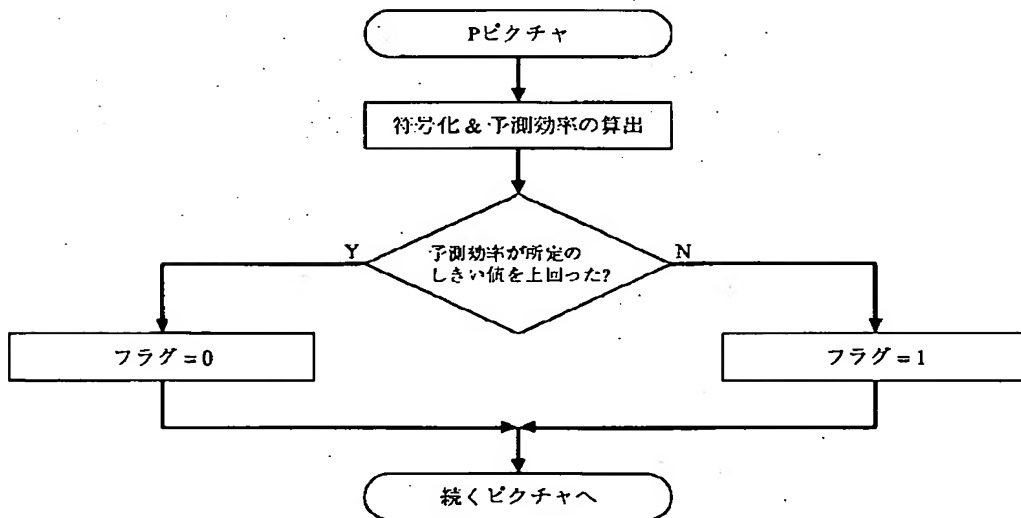 Pピクチャ
符号化 & 予測効率の算出
Y
予測効率が所定の
しきい値を上回った?
N
フラグ = 0
フラグ = 1
続くピクチャへ